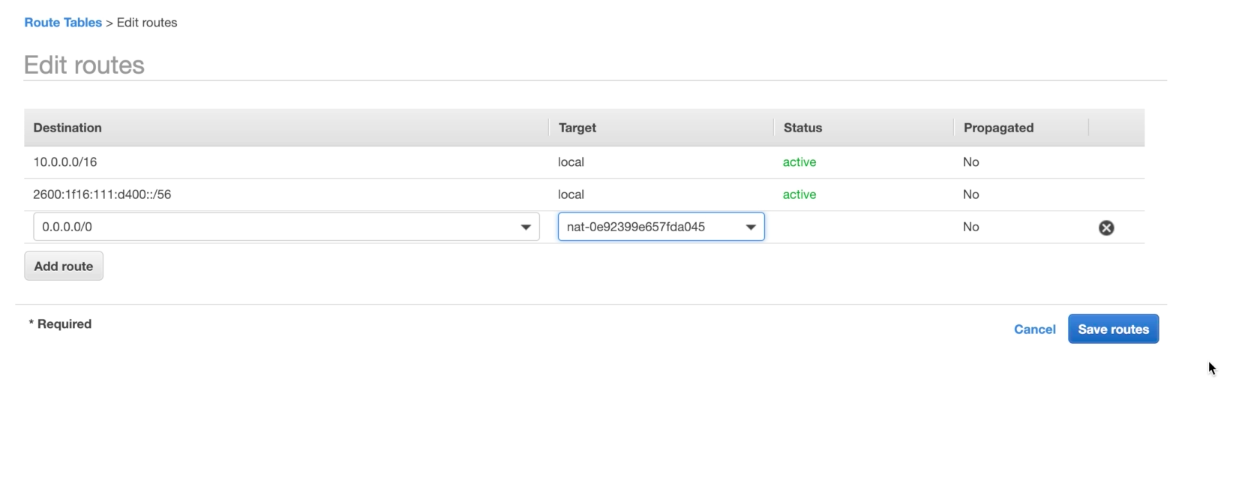 Route Tables > Edit routes
Edit routes
Destination Target Status Propagated
10.0.0.0/16 local active No
2600:1f16:111:d400::/56 local active No
0.0.0.0/0 nat-0e92399e657fda045 No
Add route
* Required
Cancel Save routes